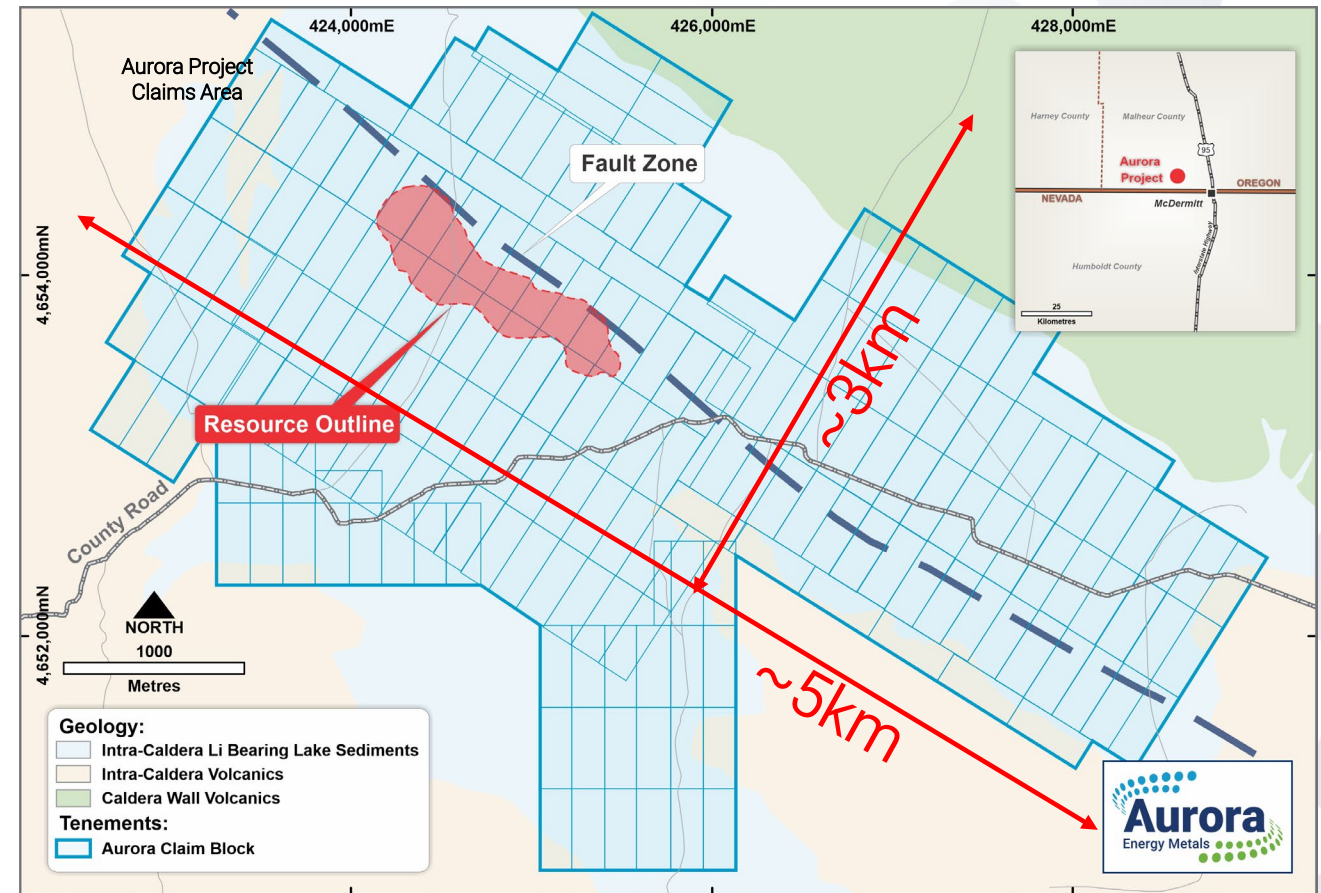 424,000mE
426,000mE
428,000mE
Aurora Project
Claims Area
Fault Zone
Harney County
Malheur County
95
Aurora
Project
OREGON
NEVADA
McDermitt
Interstate Highway
Humboldt County
25
Kilometres
4,654,000mN
~3km
Resource Outline
County Road
4,652,000mN
NORTH
1000
Metres
~5km
Geology:
Intra-Caldera Li Bearing Lake Sediments
Intra-Caldera Volcanics
Caldera Wall Volcanics
Tenements:
Aurora Claim Block
Aurora
Energy Metals